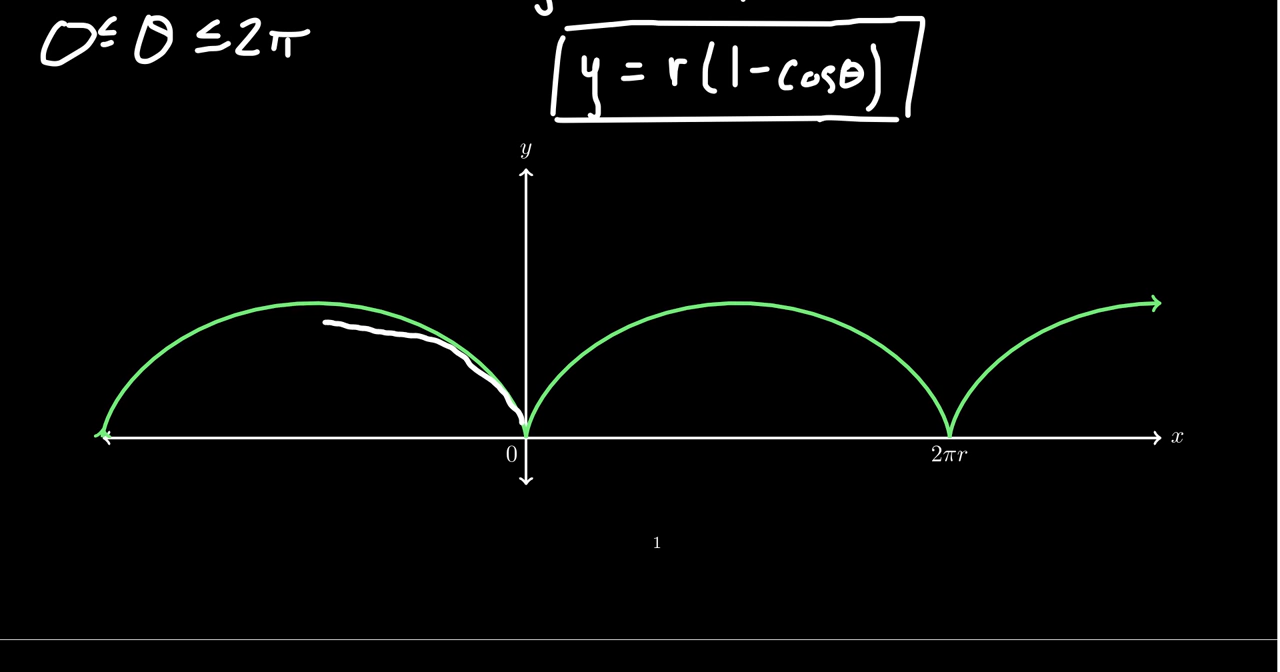 0 ≤ θ ≤ 2π
y = r(1-cosθ)
y
0
2πr
x
1